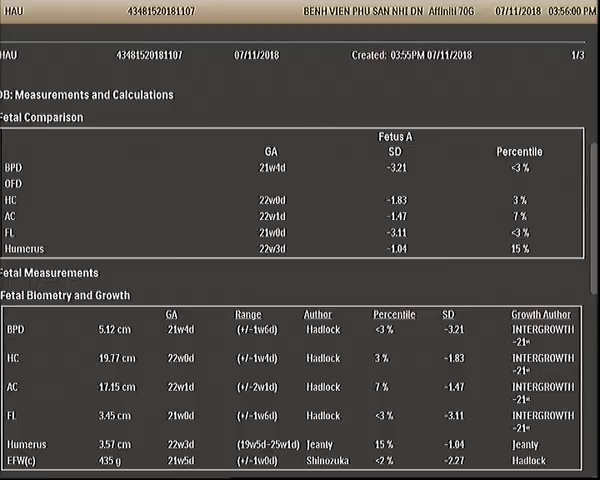 HAU 43481520181107 BENH VIEN PHU SAN NHI DN Affiniti 70G 07/11/2018 03:56:00 PM
HAU 43481520181107 07/11/2018 Created: 03:55PM 07/11/2018 1/3
OB: Measurements and Calculations
Fetal Comparison
Fetus A
GA SD Percentile
BPD 21w4d -3.21 <3 %
OFD
HC 22w0d -1.83 3 %
AC 22w1d -1.47 7 %
FL 21w0d -3.11 <3 %
Humerus 22w3d -1.04 15 %
Fetal Measurements
Fetal Biometry and Growth
GA Range Author Percentile SD Growth Author
BPD 5.12 cm 21w4d (+/-1w6d) Hadlock <3 % -3.21 INTERGROWTH
-21st
HC 19.77 cm 22w0d (+/-1w4d) Hadlock 3 % -1.83 INTERGROWTH
-21st
AC 17.15 cm 22w1d (+/-2w1d) Hadlock 7 % -1.47 INTERGROWTH
-21st
FL 3.45 cm 21w0d (+/-1w6d) Hadlock <3 % -3.11 INTERGROWTH
-21st
Humerus 3.57 cm 22w3d (19w5d-25w1d) Jeanty 15 % -1.04 Jeanty
EFW(c) 435 g 21w5d (+/-1w0d) Shinozuka <2 % -2.27 Hadlock